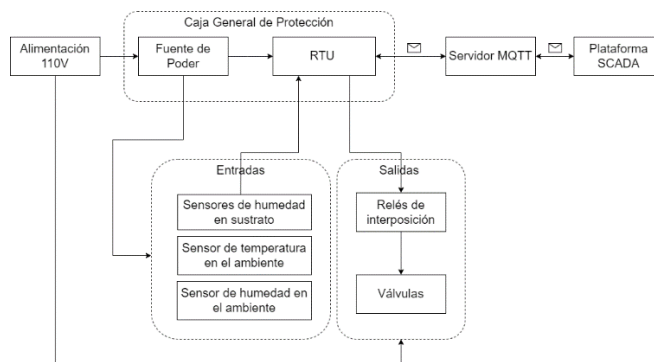 Caja General de Protección
Alimentación
110V
Fuente de
Poder
RTU
Servidor MQTT
Plataforma
SCADA
Entradas
Sensores de humedad
en sustrato
Sensor de temperatura
en el ambiente
Sensor de humedad en
el ambiente
Salidas
Relés de
interposición
Válvulas